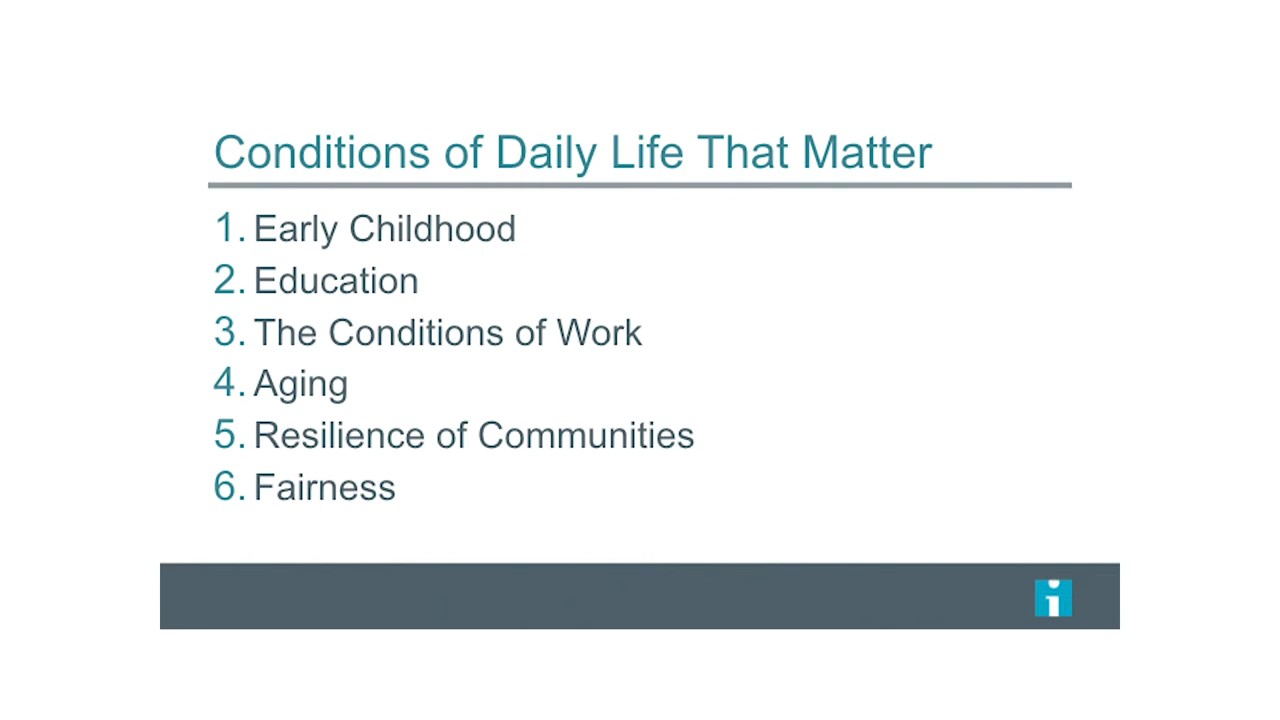 Conditions of Daily Life That Matter
1. Early Childhood
2. Education
3. The Conditions of Work
4. Aging
5. Resilience of Communities
6. Fairness
i